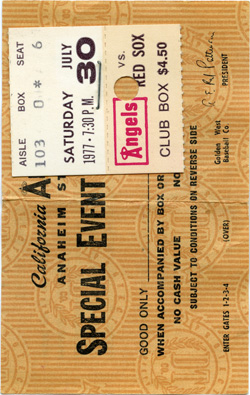 AISLE BOX SEAT
103 0 * 6
SATURDAY JULY
30
1977-7:30 P.M.
VS.
Angels RED SOX
CLUB BOX $4.50
California A
ANAHEIM S
SPECIAL EVENT
GOOD ONLY
WHEN ACCOMPANIED BY BOX OR
NO CASH VALUE NO
SUBJECT TO CONDITIONS ON REVERSE SIDE
PRESIDENT
Golden West
Baseball Co.
ENTER GATES 1-2-3-4
(OVER)